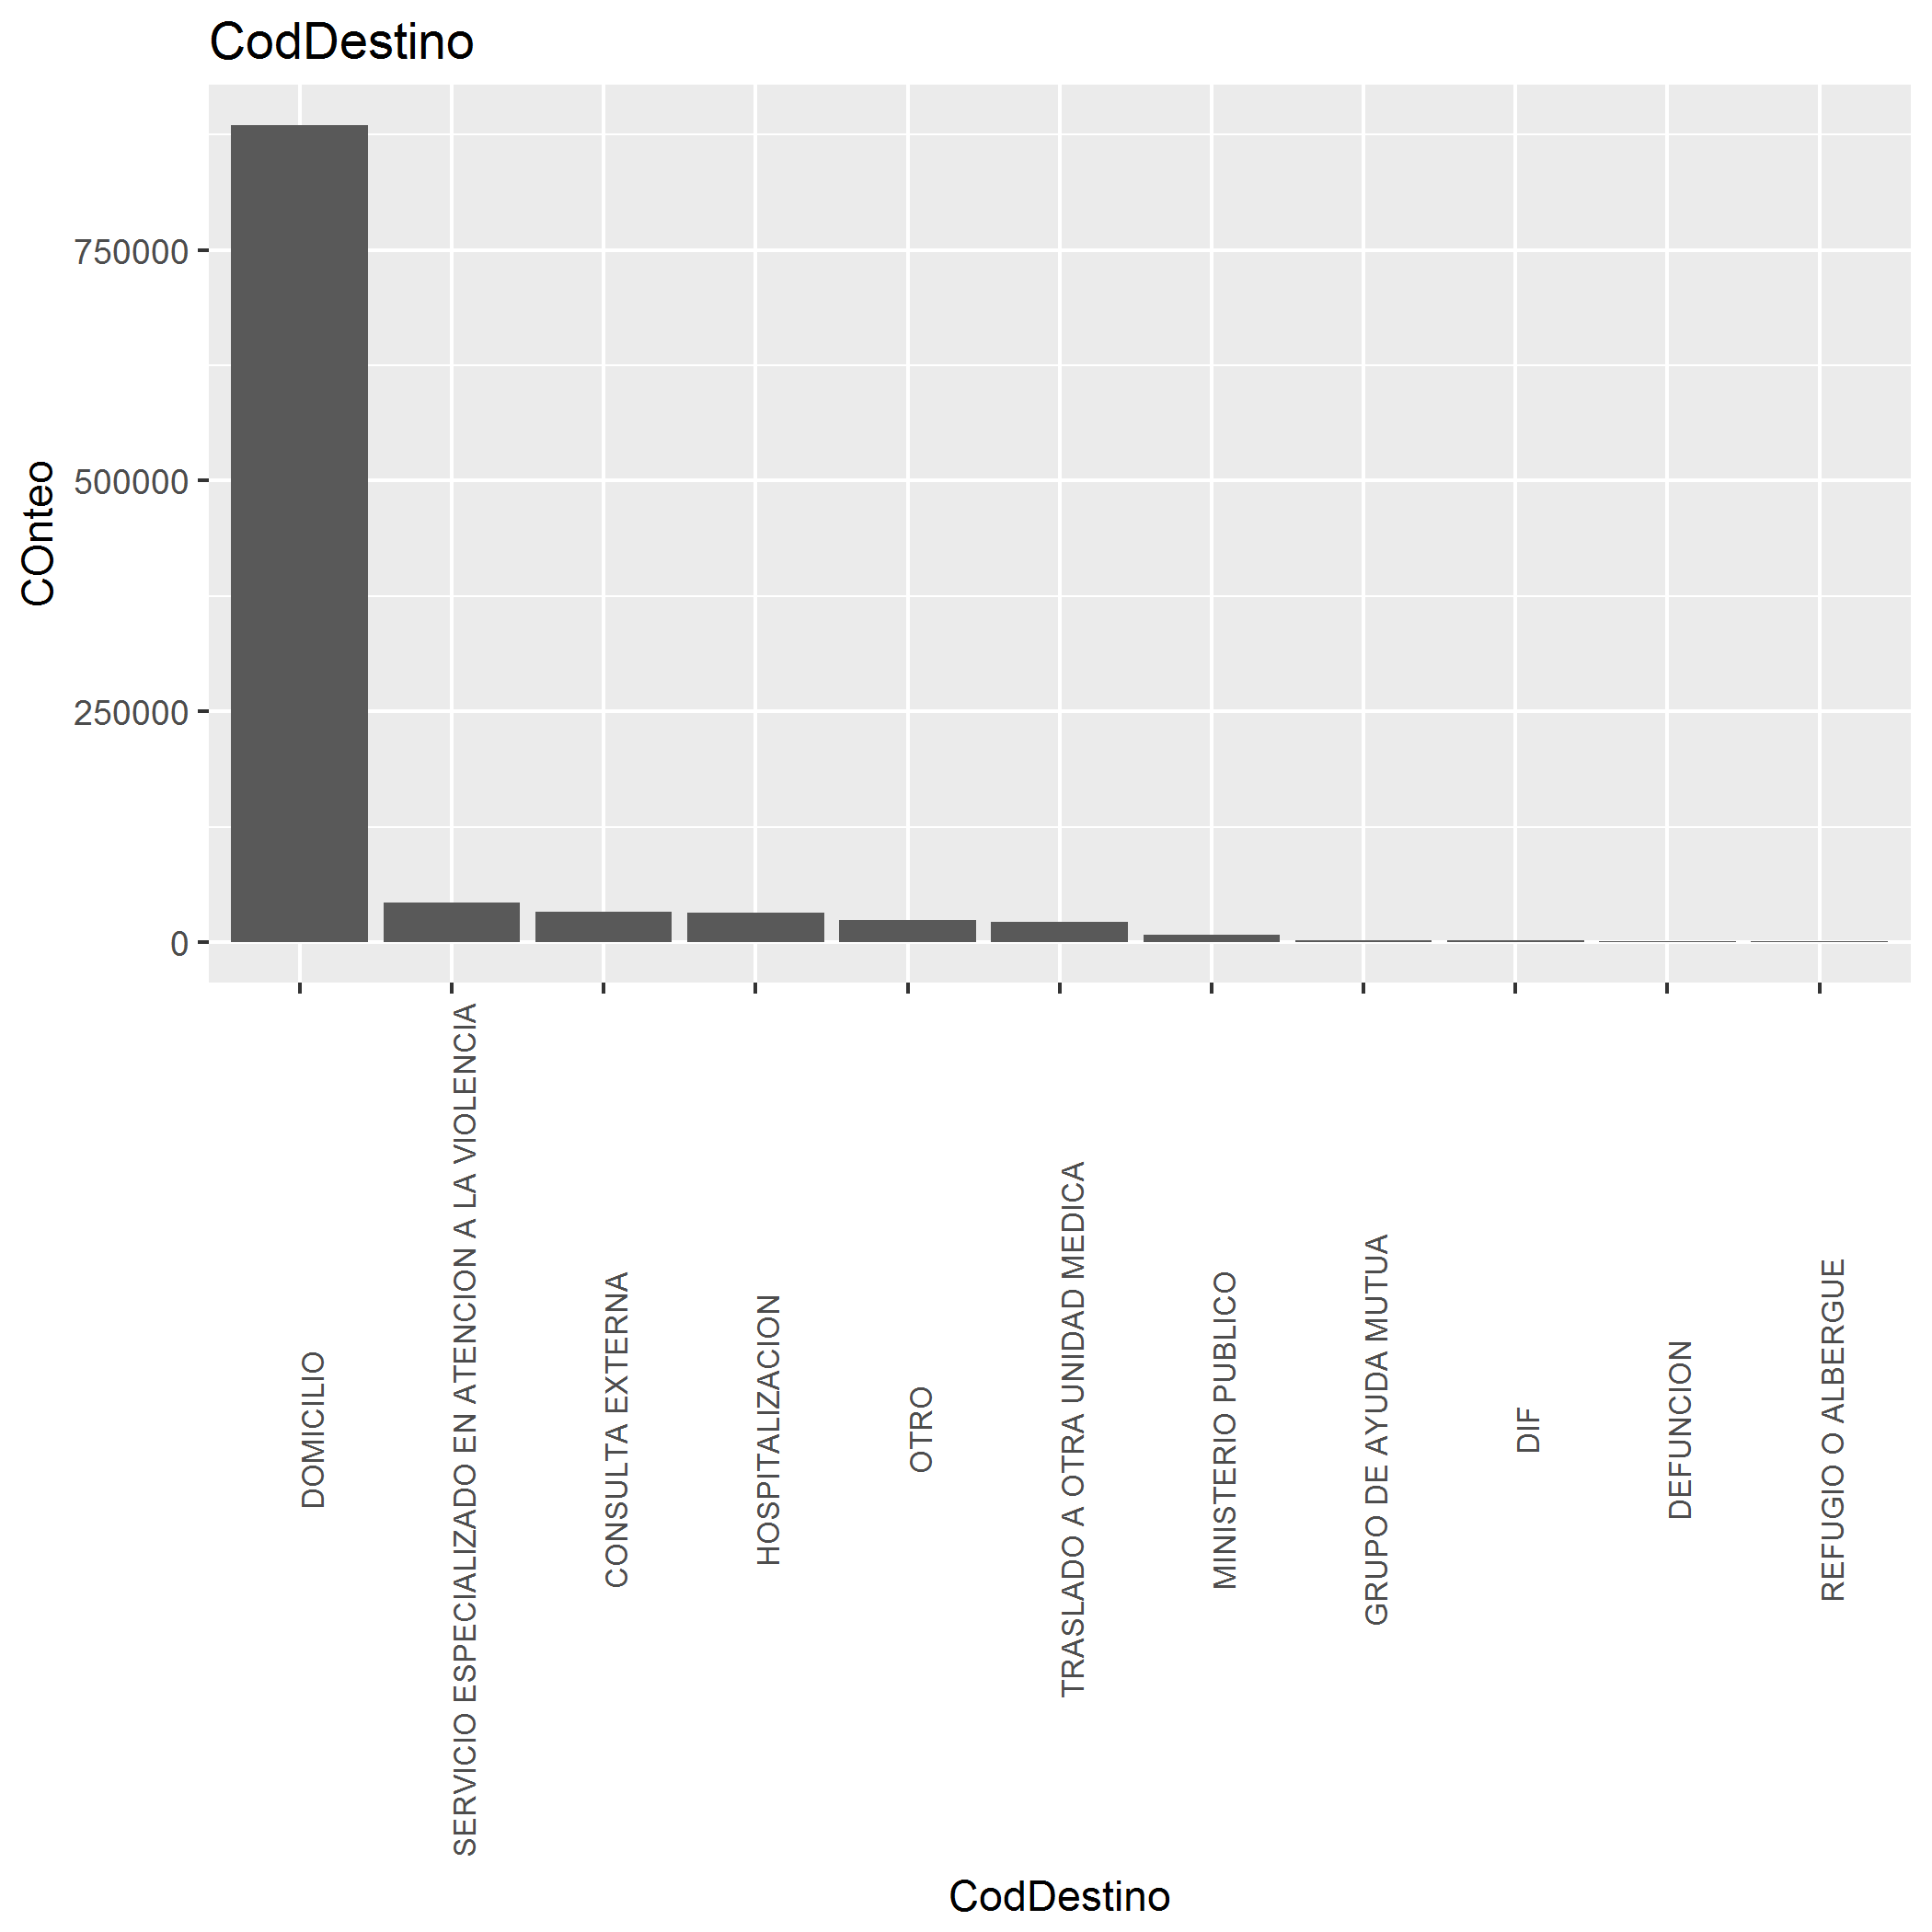 CodDestino
COnteo
750000
500000
250000
0
DOMICILIO
SERVICIO ESPECIALIZADO EN ATENCION A LA VIOLENCIA
CONSULTA EXTERNA
HOSPITALIZACION
OTRO
TRASLADO A OTRA UNIDAD MEDICA
MINISTERIO PUBLICO
GRUPO DE AYUDA MUTUA
DIF
DEFUNCION
REFUGIO O ALBERGUE
CodDestino